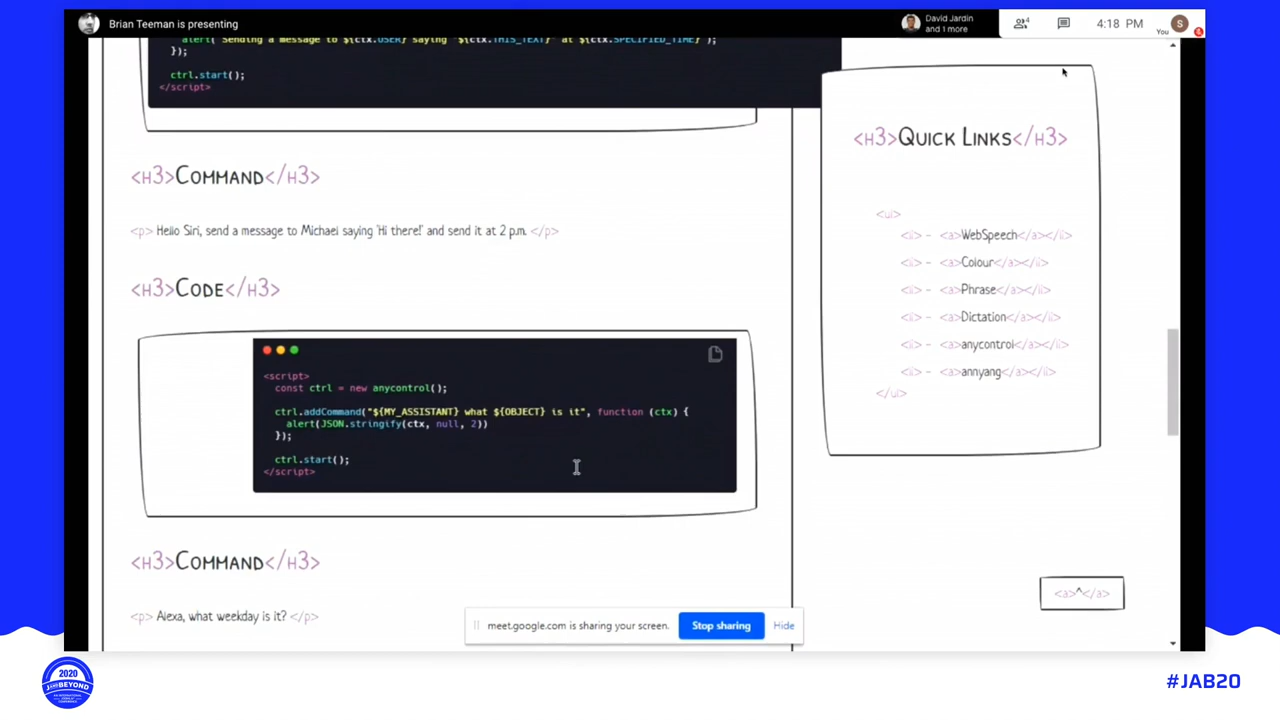 Brian Teeman is presenting
David Jardin
and 1 more
4
4:18 PM
You
S
alert(`Sending a message to ${ctx.USER} saying "${ctx.THIS_TEXT}" at ${ctx.SPECIFIED_TIME}`);
});
ctrl.start();
</script>
<h3>Command</h3>
<p> Hello Siri, send a message to Michael saying 'Hi there!' and send it at 2 p.m. </p>
<h3>Code</h3>
<script>
const ctrl = new anycontrol();
ctrl.addCommand("${MY_ASSISTANT} what ${OBJECT} is it", function (ctx) {
alert(JSON.stringify(ctx, null, 2))
});
ctrl.start();
</script>
<h3>Command</h3>
<p> Alexa, what weekday is it? </p>
<h3>Quick Links</h3>
<ul>
<li> - <a>WebSpeech</a></li>
<li> - <a>Colour</a></li>
<li> - <a>Phrase</a></li>
<li> - <a>Dictation</a></li>
<li> - <a>anycontrol</a></li>
<li> - <a>annyang</a></li>
</ul>
<a>^</a>
meet.google.com is sharing your screen.
Stop sharing
Hide
2020
JANDBEYOND
#JAB20